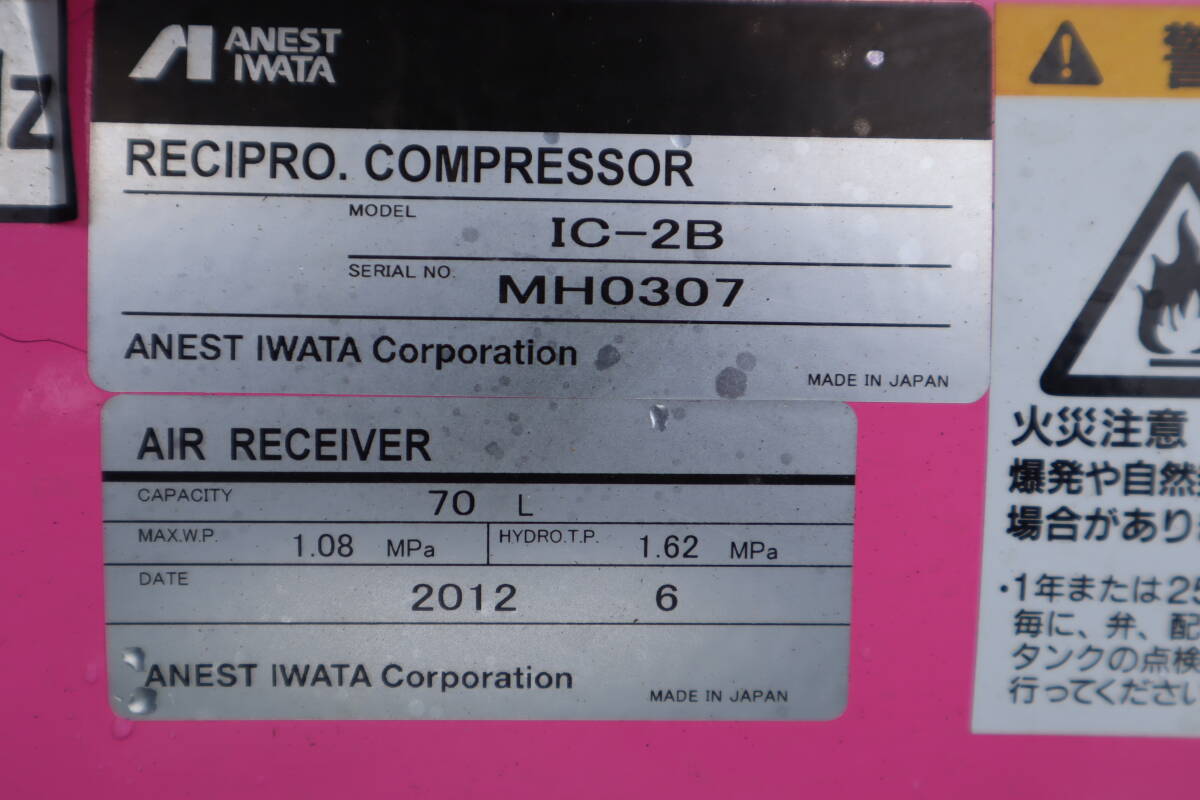 Z
ANEST
IWATA
RECIPRO. COMPRESSOR
MODEL
IC-2B
SERIAL NO.
MH0307
ANEST IWATA Corporation
MADE IN JAPAN
AIR RECEIVER
CAPACITY
70 L
MAX.W.P. 1.08 MPa HYDRO.T.P. 1.62 MPa
DATE
2012 6
ANEST IWATA Corporation
MADE IN JAPAN
警
火災注意
爆発や自然
場合があり
・1年または25
毎に、弁、配
タンクの点検
行ってください